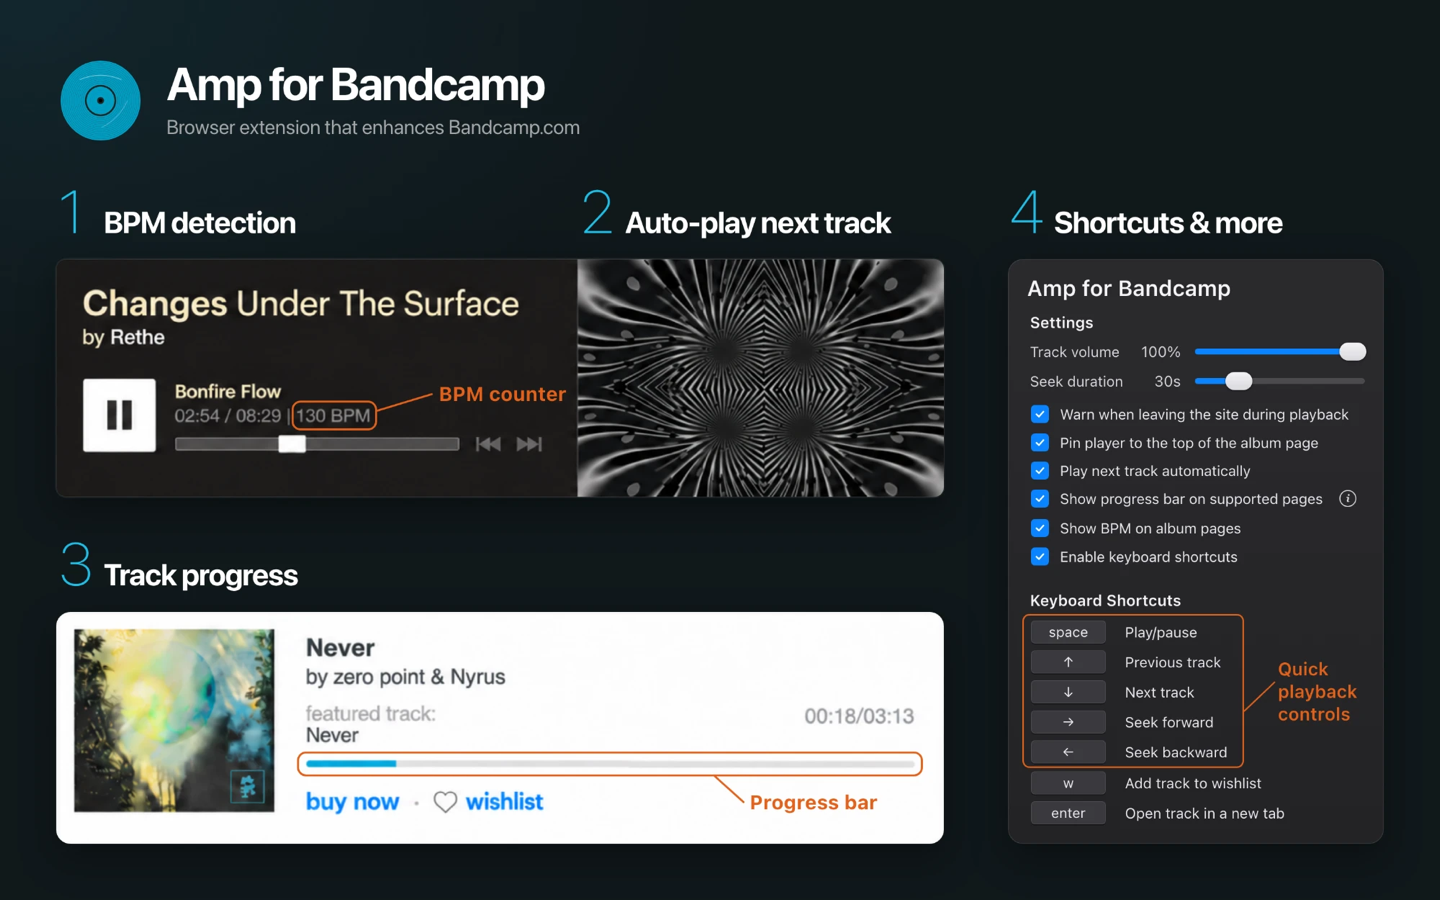 Amp for Bandcamp
Browser extension that enhances Bandcamp.com
1 BPM detection
2 Auto-play next track
Changes Under The Surface
by Rethe
Bonfire Flow
02:54 / 08:29 | 130 BPM
BPM counter
3 Track progress
Never
by zero point & Nyrus
featured track:
Never
00:18/03:13
buy now · wishlist
Progress bar
4 Shortcuts & more
Amp for Bandcamp
Settings
Track volume 100%
Seek duration 30s
Warn when leaving the site during playback
Pin player to the top of the album page
Play next track automatically
Show progress bar on supported pages i
Show BPM on album pages
Enable keyboard shortcuts
Keyboard Shortcuts
space Play/pause
↑ Previous track
↓ Next track
→ Seek forward
← Seek backward
w Add track to wishlist
enter Open track in a new tab
Quick
playback
controls